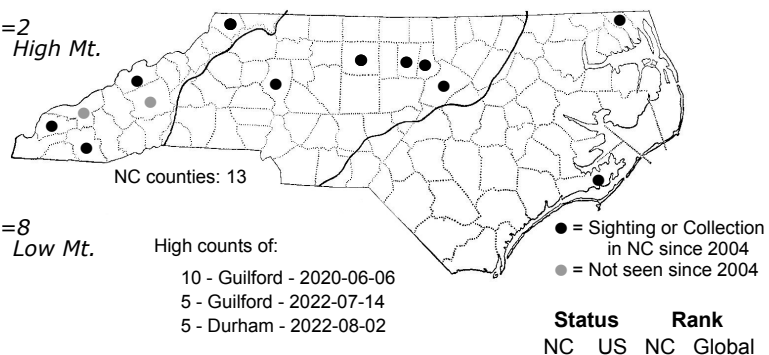 =2
High Mt.
NC counties: 13
=8
Low Mt.
High counts of:
10 - Guilford - 2020-06-06
5 - Guilford - 2022-07-14
5 - Durham - 2022-08-02
● = Sighting or Collection
in NC since 2004
● = Not seen since 2004
Status Rank
NC US NC Global